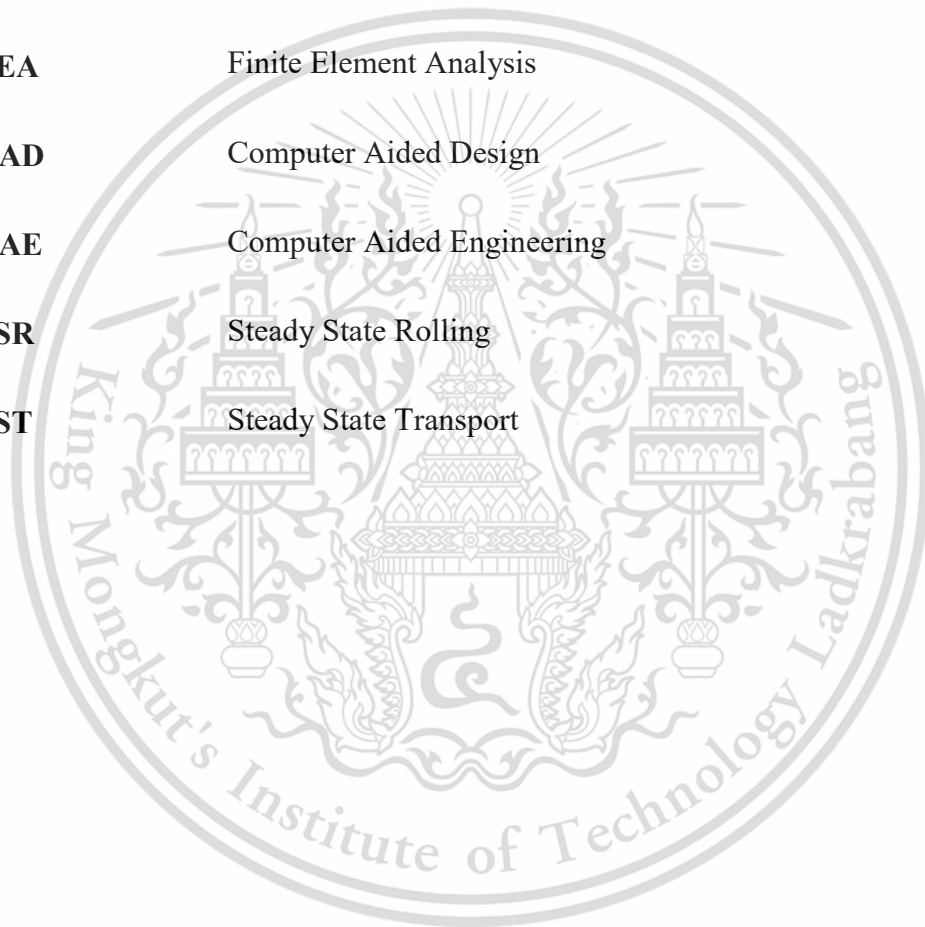 EA Finite Element Analysis
AD Computer Aided Design
AE Computer Aided Engineering
SR Steady State Rolling
ST Steady State Transport
King Mongkut's Institute of Technology Ladkrabang